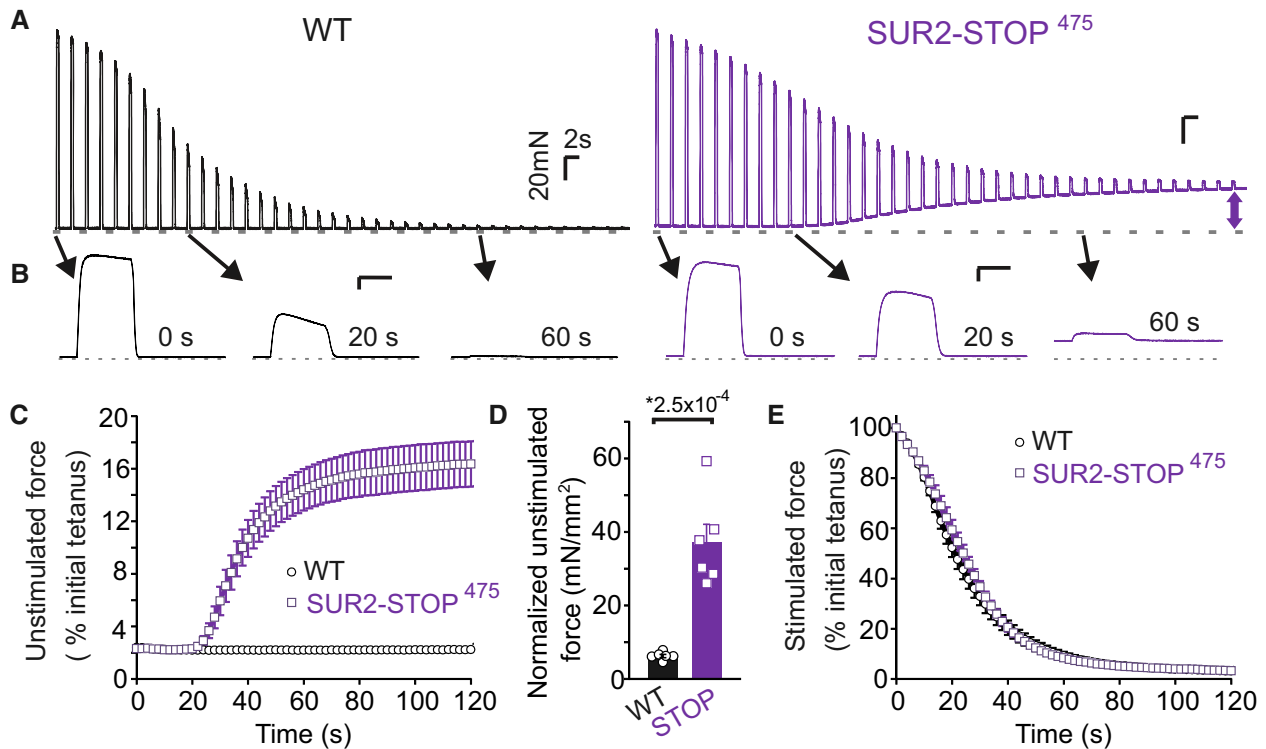 A
WT
SUR2-STOP 475
20mN
2s
B
0 s
20 s
60 s
0 s
20 s
60 s
C
Unstimulated force
( % initial tetanus)
20
16
12
8
4
0
WT
SUR2-STOP 475
0 20 40 60 80 100 120
Time (s)
D
Normalized unstimulated
force (mN/mm²)
*2.5x10⁻⁴
60
40
20
0
WT
STOP
E
Stimulated force
(% initial tetanus)
100
80
60
40
20
0
WT
SUR2-STOP 475
0 20 40 60 80 100 120
Time (s)